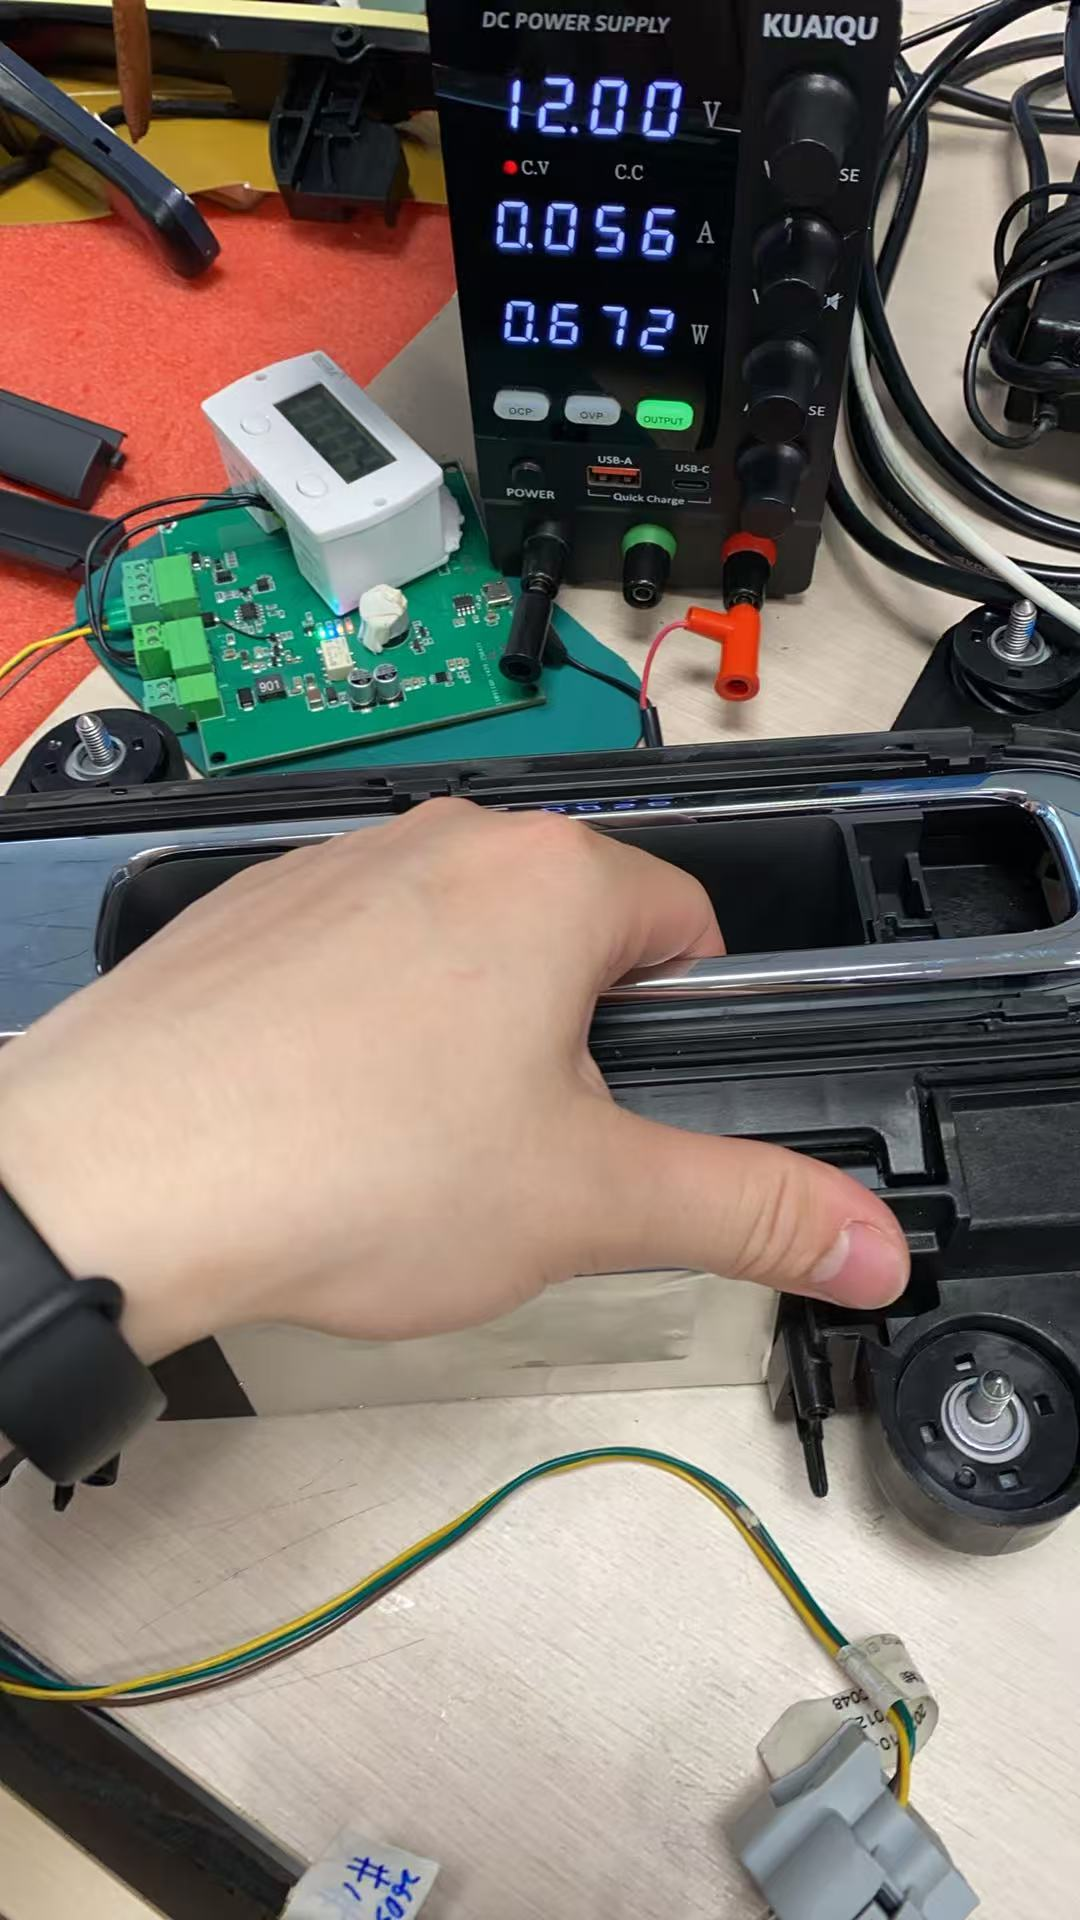 DC POWER SUPPLY
KUAIQU
12.00 V
C.V C.C
SE
0.056 A
0.672 W
SE
OCP OVP OUTPUT
USB-A USB-C
POWER
Quick Charge
901
0048
#1